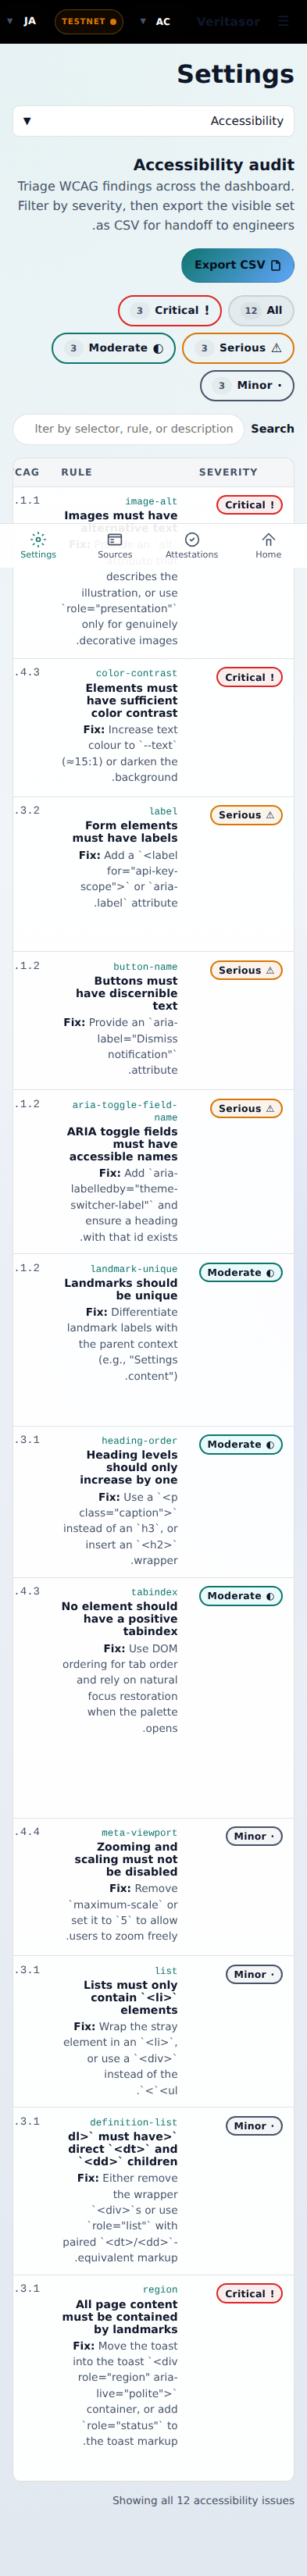 Veritasor
AC
TESTNET
JA
Settings
Accessibility
Accessibility audit
Triage WCAG findings across the dashboard.
Filter by severity, then export the visible set
.as CSV for handoff to engineers
Export CSV
All 12
! Critical 3
⚠ Serious 3
◐ Moderate 3
· Minor 3
Search
lter by selector, rule, or description
SEVERITY
RULE
CAG
Critical !
image-alt
.1.1
Images must have
alternative text
Home
Attestations
Sources
Settings
describes the
illustration, or use
`role="presentation"`
only for genuinely
.decorative images
Critical !
color-contrast
.4.3
Elements must
have sufficient
color contrast
Fix: Increase text
colour to `--text`
(≈15:1) or darken the
.background
Serious ⚠
label
.3.2
Form elements
must have labels
Fix: Add a `<label
for="api-key-
scope">` or `aria-
.label` attribute
Serious ⚠
button-name
.1.2
Buttons must
have discernible
text
Fix: Provide an `aria-
label="Dismiss
notification"`
.attribute
Serious ⚠
aria-toggle-field-
name
.1.2
ARIA toggle fields
must have
accessible names
Fix: Add `aria-
labelledby="theme-
switcher-label"` and
ensure a heading
.with that id exists
Moderate ◐
landmark-unique
.1.2
Landmarks should
be unique
Fix: Differentiate
landmark labels with
the parent context
(e.g., "Settings
.content")
Moderate ◐
heading-order
.3.1
Heading levels
should only
increase by one
Fix: Use a `<p
class="caption">`
instead of an `h3`, or
insert an `<h2>`
.wrapper
Moderate ◐
tabindex
.4.3
No element should
have a positive
tabindex
Fix: Use DOM
ordering for tab order
and rely on natural
focus restoration
when the palette
.opens
Minor ·
meta-viewport
.4.4
Zooming and
scaling must not
be disabled
Fix: Remove
`maximum-scale` or
set it to `5` to allow
.users to zoom freely
Minor ·
list
.3.1
Lists must only
contain `<li>`
elements
Fix: Wrap the stray
element in an `<li>`,
or use a `<div>`
instead of the
.`<`<ul
Minor ·
definition-list
.3.1
dl>` must have>`
direct `<dt>` and
`<dd>` children
Fix: Either remove
the wrapper
`<div>`s or use
`role="list"` with
paired `<dt>/<dd>`-
.equivalent markup
Critical !
region
.3.1
All page content
must be contained
by landmarks
Fix: Move the toast
into the toast `<div
role="region" aria-
live="polite">`
container, or add
`role="status"` to
.the toast markup
Showing all 12 accessibility issues